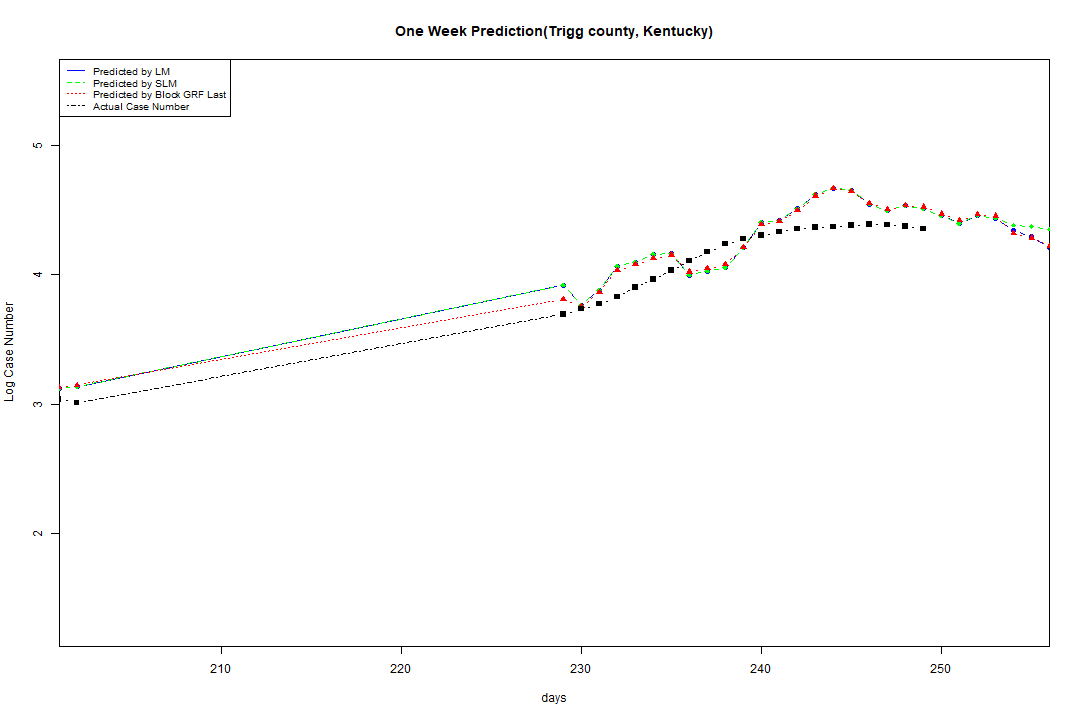 One Week Prediction(Trigg county, Kentucky)
Predicted by LM
Predicted by SLM
Predicted by Block GRF Last
Actual Case Number
5
4
3
2
Log Case Number
210 220 230 240 250
days